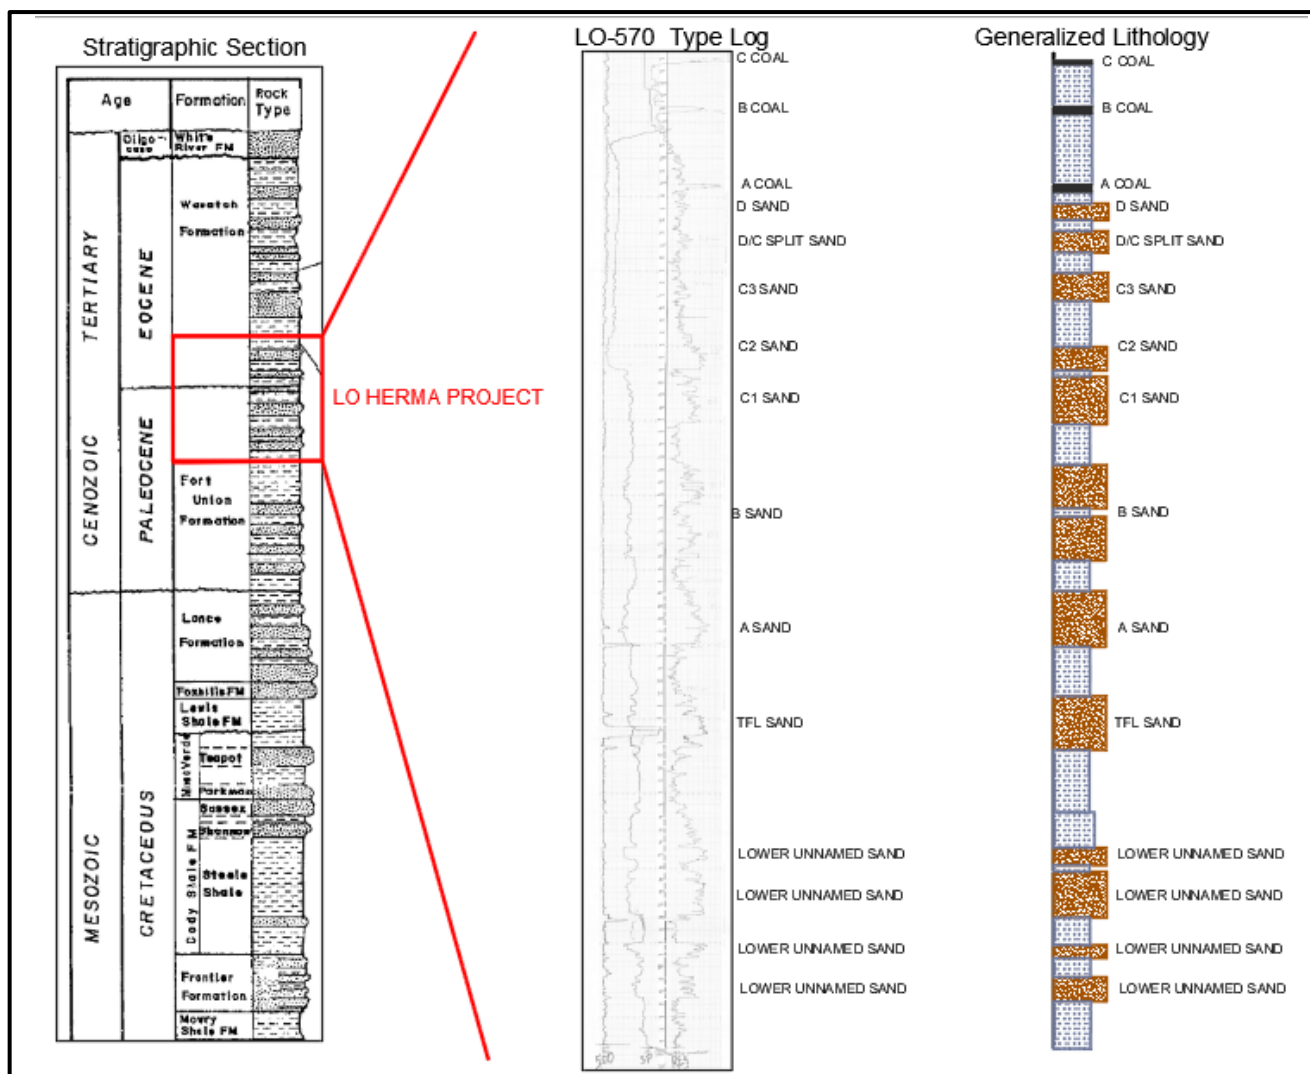 Stratigraphic Section
Age
Formation
Rock
Type
CENOZOIC
TERTIARY
Oligo-
cene
White
River FM
EOCENE
Wasatch
Formation
PALEOCENE
Fort
Union
Formation
MESOZOIC
CRETACEOUS
Lance
Formation
Foxhills FM
Lewis
Shale FM
Mesa Verde
Teapot
Parkman
Cody Shale FM
Sussex
Shannon
Steele
Shale
Frontier
Formation
Mowry
Shale FM
LO HERMA PROJECT
LO-570 Type Log
C COAL
B COAL
A COAL
D SAND
D/C SPLIT SAND
C3 SAND
C2 SAND
C1 SAND
B SAND
A SAND
TFL SAND
LOWER UNNAMED SAND
LOWER UNNAMED SAND
LOWER UNNAMED SAND
LOWER UNNAMED SAND
SP
Generalized Lithology
C COAL
B COAL
A COAL
D SAND
D/C SPLIT SAND
C3 SAND
C2 SAND
C1 SAND
B SAND
A SAND
TFL SAND
LOWER UNNAMED SAND
LOWER UNNAMED SAND
LOWER UNNAMED SAND
LOWER UNNAMED SAND